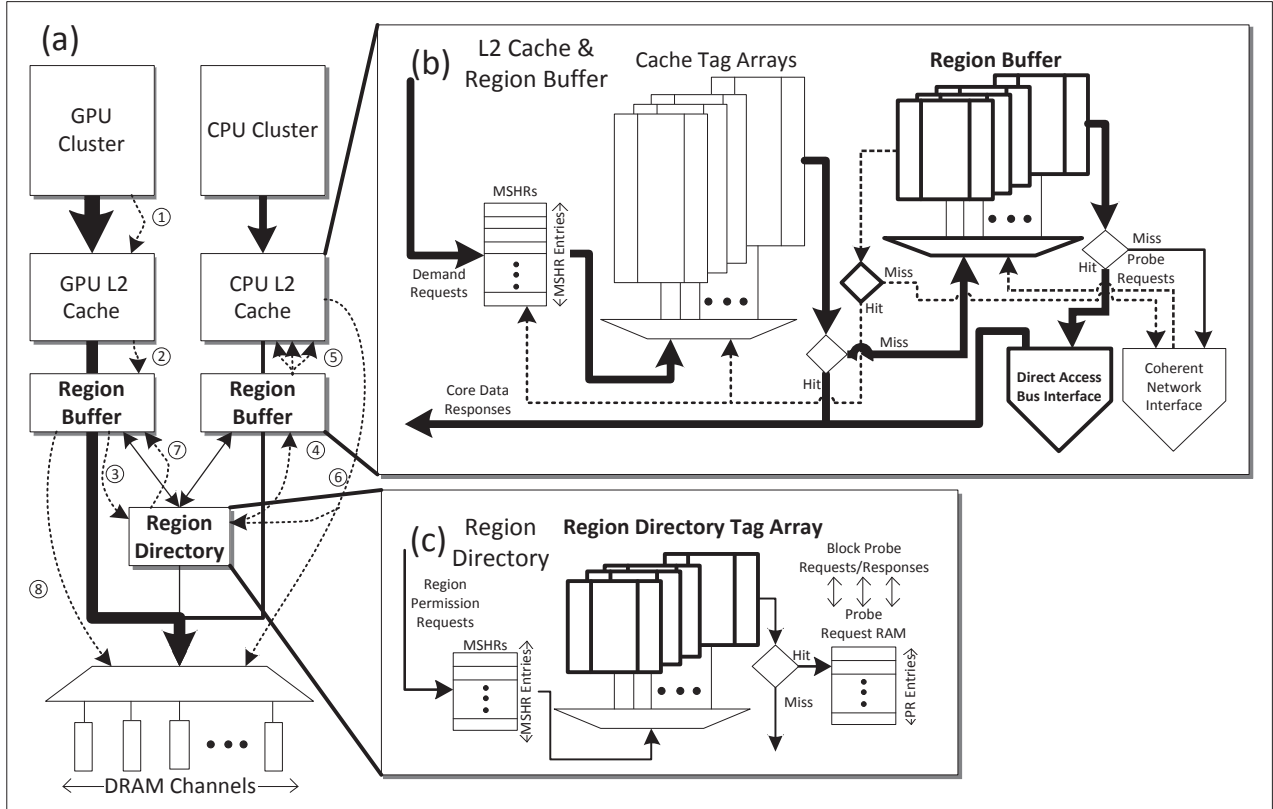 (a)
GPU
Cluster
CPU Cluster
①
GPU L2
Cache
CPU L2
Cache
②
⑤
Region
Buffer
Region
Buffer
③
⑦
④
⑥
Region
Directory
⑧
DRAM Channels
(b)
L2 Cache &
Region Buffer
Cache Tag Arrays
Region Buffer
MSHRs
MSHR Entries
Demand
Requests
Miss
Hit
Miss
Hit
Miss
Probe
Requests
Hit
Core Data
Responses
Direct Access
Bus Interface
Coherent
Network
Interface
(c)
Region
Directory
Region Directory Tag Array
Region
Permission
Requests
MSHRs
MSHR Entries
Block Probe
Requests/Responses
Probe
Request RAM
Hit
Miss
PR Entries